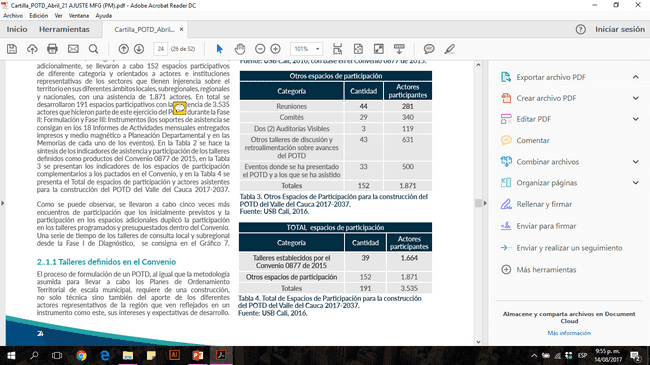 Cartilla_POTD_Abril_21 AJUSTE MFG (PM).pdf - Adobe Acrobat Reader DC
Archivo Edición Ver Ventana Ayuda
Inicio Herramientas Cartilla_POTD_Abril... × Iniciar sesión
24 (26 de 52) 101%
adicionalmente, se llevaron a cabo 152 espacios participativos
de diferente categoría y orientados a actores e instituciones
representativas de los sectores que tienen injerencia sobre el
territorio en sus diferentes ámbitos locales, subregionales, regionales
y nacionales, con una asistencia de 1.871 actores. En total se
desarrollaron 191 espacios participativos con la asistencia de 3.535
actores que hicieron parte de este ejercicio del durante la Fase
II: Formulación y Fase III: Instrumentos (los soportes de asistencia se
consignan en los 18 Informes de Actividades mensuales entregados
impresos y medio magnético a Planeación Departamental y en las
Memorias de cada uno de los eventos). En la Tabla 2 se hace la
síntesis de los indicadores de asistencia y participación de los talleres
definidos como productos del Convenio 0877 de 2015, en la Tabla
3 se presentan los indicadores de los espacios de participación
complementarios a los pactados en el Convenio, y en la Tabla 4 se
presenta el Total de espacios de participación y actores asistentes
para la construcción del POTD del Valle del Cauca 2017-2037.
Como se puede observar, se llevaron a cabo cinco veces más
encuentros de participación que los inicialmente previstos y la
participación en los espacios adicionales duplicó la participación
en los talleres programados y presupuestados dentro del Convenio.
Una serie de tiempo de los talleres de consulta local y subregional
desde la Fase I de Diagnóstico, se consigna en el Gráfico 7.
2..1.1 Talleres definidos en el Convenio
El proceso de formulación de un POTD, al igual que la metodología
asumida para llevar a cabo los Planes de Ordenamiento
Territorial de escala municipal, requiere de una construcción,
no solo técnica sino también del aporte de los diferentes
actores representativos de la región que ven reflejados en un
instrumento como este, sus intereses y expectativas de desarrollo.
Fuente: USB Cali, 2016, con base en el Convenio 0877 de 2015.
Otros espacios de participación
Categoría Cantidad Actores participantes
Reuniones 44 281
Comités 29 340
Dos (2) Auditorías Visibles 3 119
Otros talleres de discusión y
retroalimentación sobre avances
del POTD 43 631
Eventos donde se ha presentado
el POTD y a los que se ha asistido 33 500
Totales 152 1.871
Tabla 3. Otros Espacios de Participación para la construcción del
POTD del Valle del Cauca 2017-2037.
Fuente: USB Cali, 2016.
TOTAL espacios de participación
Categoría Cantidad Actores participantes
Talleres establecidos por el
Convenio 0877 de 2015 39 1.664
Otros espacios de participación 152 1.871
Totales 191 3.535
Tabla 4. Total de Espacios de Participación para la construcción
del POTD del Valle del Cauca 2017-2037.
Fuente: USB Cali, 2016.
Exportar archivo PDF
Crear archivo PDF
Editar PDF
Comentar
Combinar archivos
Organizar páginas
Rellenar y firmar
Enviar para firmar
Enviar y realizar un seguimiento
Más herramientas
Almacene y comparta archivos en Document
Cloud
Más información
ESP 9:55 p. m.
14/08/2017